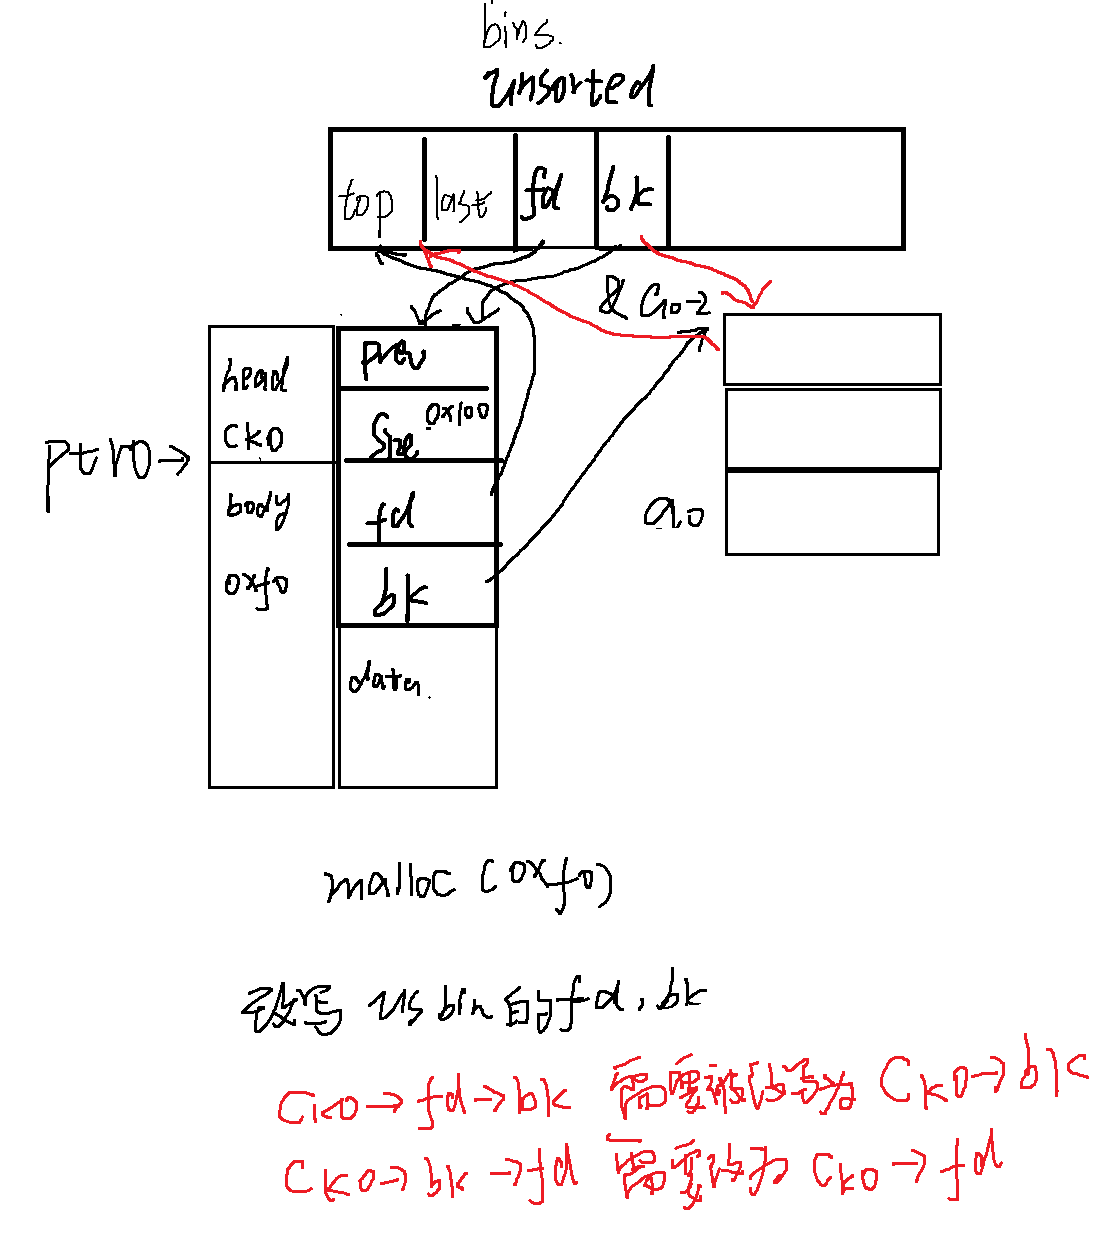 bins.
unsorted
top last fd bk
& a0-2
head prev
ck0 size 0x100
ptr0→
body fd
a0
0xf0 bk
data.
malloc (0xf0)
改写 us bin 的 fd, bk
ck0→fd→bk 需要被改写为 ck0→bk
ck0→bk→fd 需要改为 ck0→fd